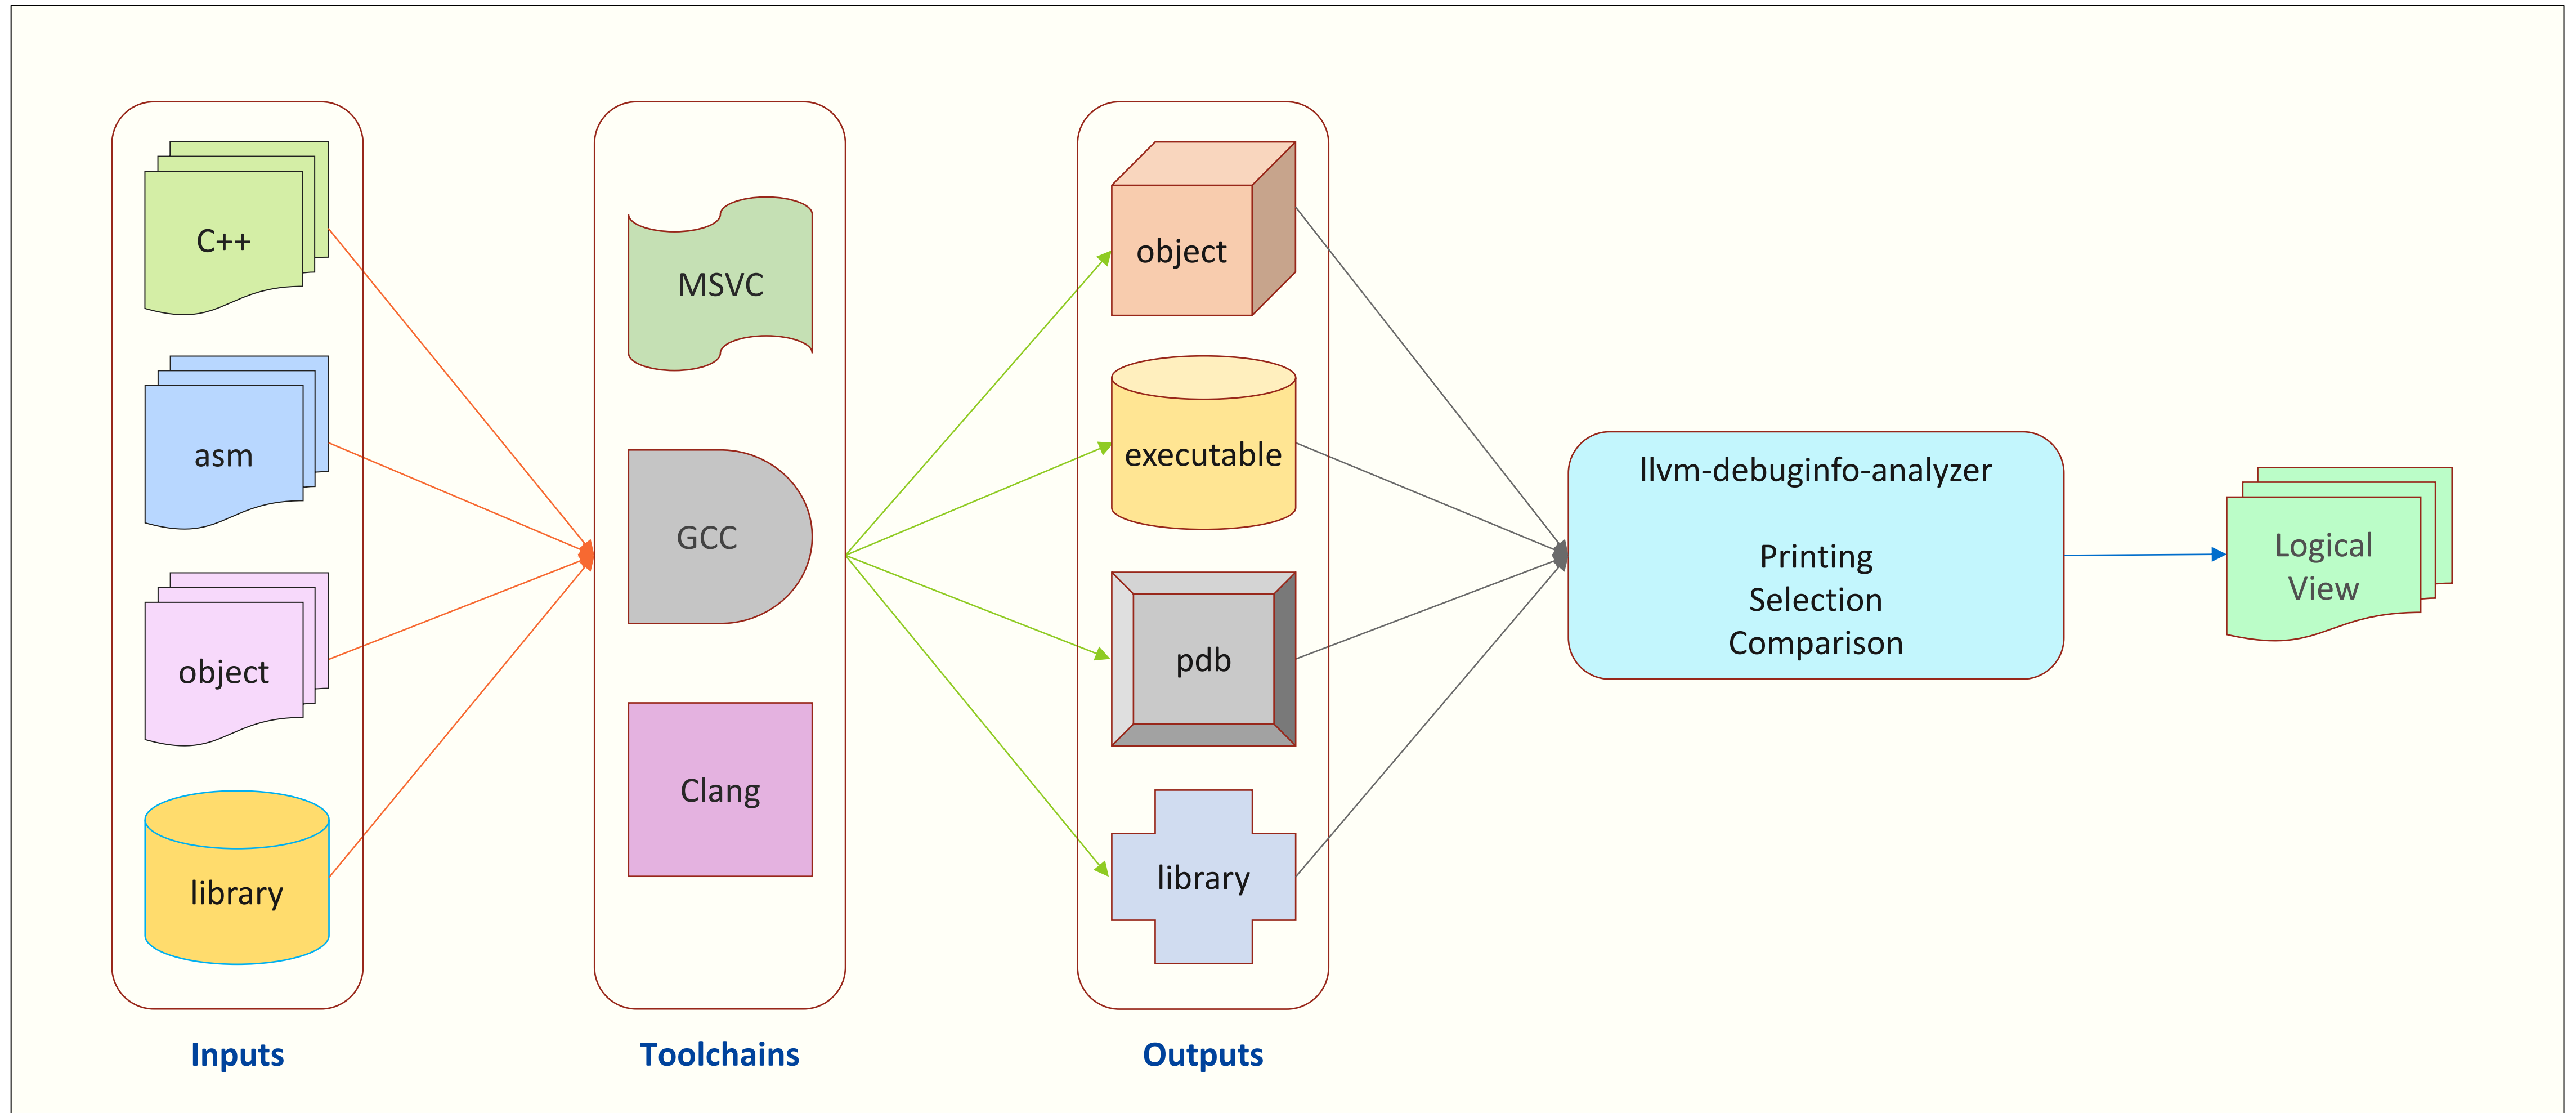 C++
asm
object
library
Inputs
MSVC
GCC
Clang
Toolchains
object
executable
pdb
library
Outputs
llvm-debuginfo-analyzer
Printing
Selection
Comparison
Logical
View